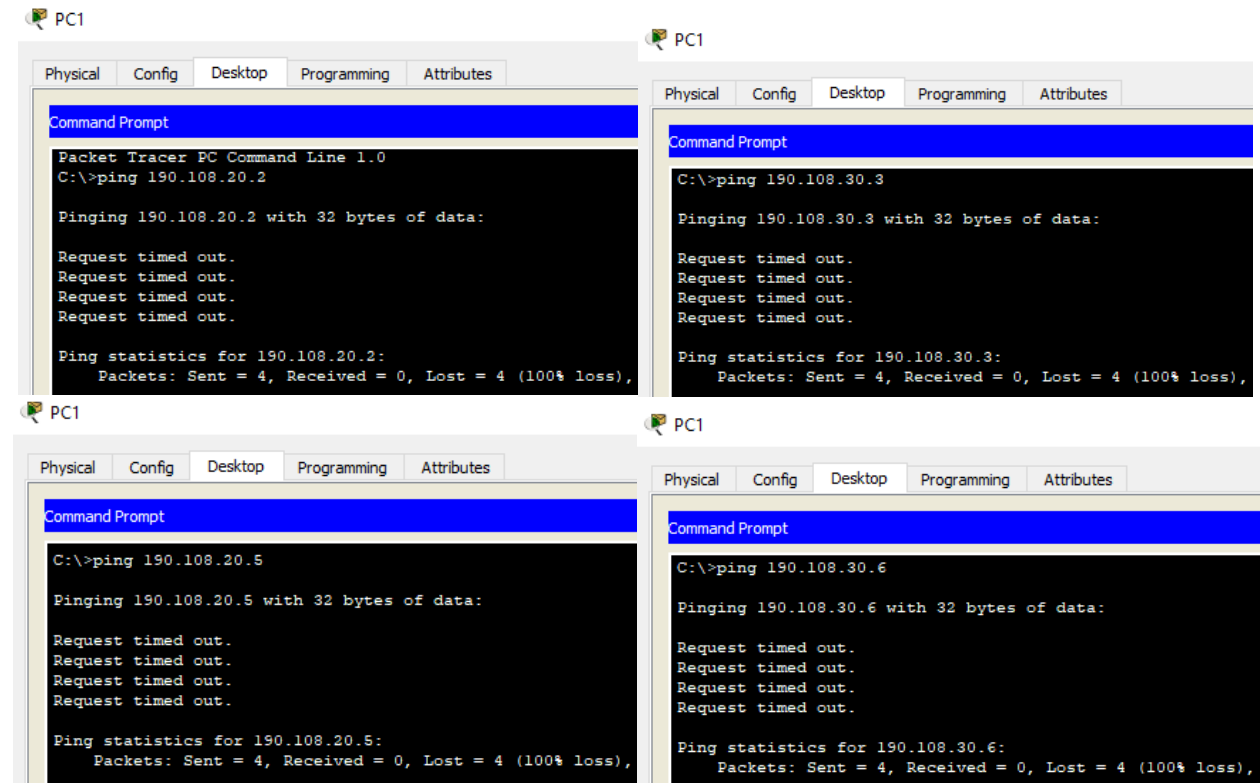 PC1
Physical Config Desktop Programming Attributes
Command Prompt
Packet Tracer PC Command Line 1.0
C:\>ping 190.108.20.2
Pinging 190.108.20.2 with 32 bytes of data:
Request timed out.
Request timed out.
Request timed out.
Request timed out.
Ping statistics for 190.108.20.2:
Packets: Sent = 4, Received = 0, Lost = 4 (100% loss),
PC1
Physical Config Desktop Programming Attributes
Command Prompt
C:\>ping 190.108.30.3
Pinging 190.108.30.3 with 32 bytes of data:
Request timed out.
Request timed out.
Request timed out.
Request timed out.
Ping statistics for 190.108.30.3:
Packets: Sent = 4, Received = 0, Lost = 4 (100% loss),
PC1
Physical Config Desktop Programming Attributes
Command Prompt
C:\>ping 190.108.20.5
Pinging 190.108.20.5 with 32 bytes of data:
Request timed out.
Request timed out.
Request timed out.
Request timed out.
Ping statistics for 190.108.20.5:
Packets: Sent = 4, Received = 0, Lost = 4 (100% loss),
PC1
Physical Config Desktop Programming Attributes
Command Prompt
C:\>ping 190.108.30.6
Pinging 190.108.30.6 with 32 bytes of data:
Request timed out.
Request timed out.
Request timed out.
Request timed out.
Ping statistics for 190.108.30.6:
Packets: Sent = 4, Received = 0, Lost = 4 (100% loss),